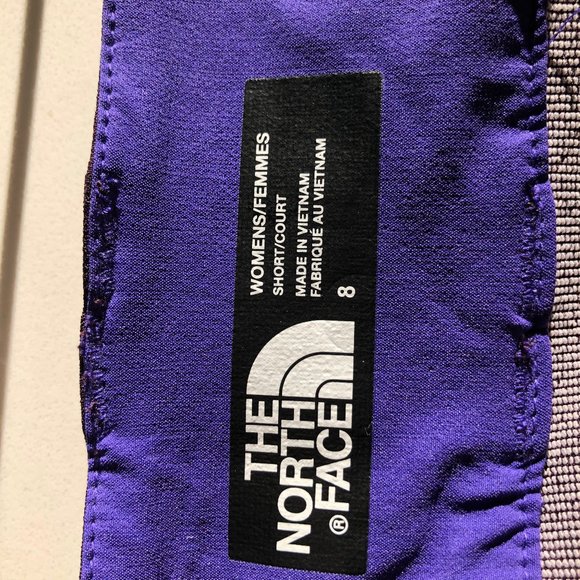 WOMENS/FEMMES
SHORT/COURT
MADE IN VIETNAM
FABRIQUÉ AU VIETNAM
8
THE
NORTH
FACE
®